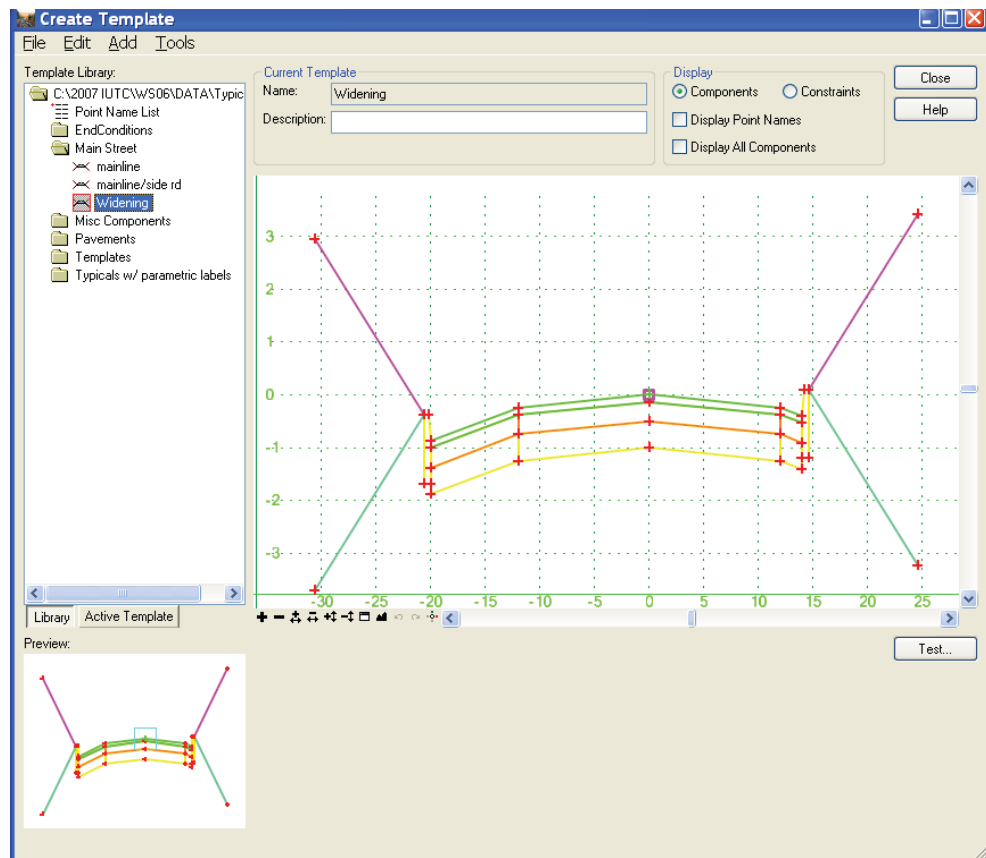 Create Template
File Edit Add Tools
Template Library:
C:\2007 IUTC\WS06\DATA\Typic
Point Name List
EndConditions
Main Street
mainline
mainline/side rd
Widening
Misc Components
Pavements
Templates
Typicals w/ parametric labels
Library Active Template
Current Template
Name: Widening
Description:
Display
Components Constraints
Display Point Names
Display All Components
Close
Help
3
2
1
0
-1
-2
-3
-30 -25 -20 -15 -10 -5 0 5 10 15 20 25
Preview:
Test...